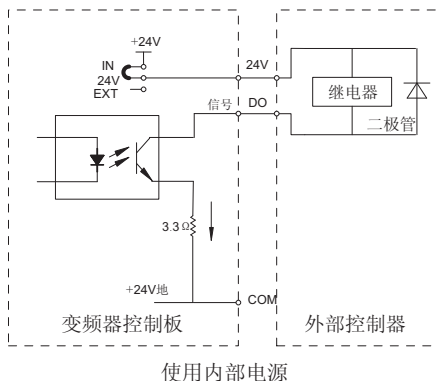 +24V
IN
24V
EXT
24V
继电器
信号
DO
二极管
3.3 Ω
+24V地
COM
变频器控制板
外部控制器
使用内部电源